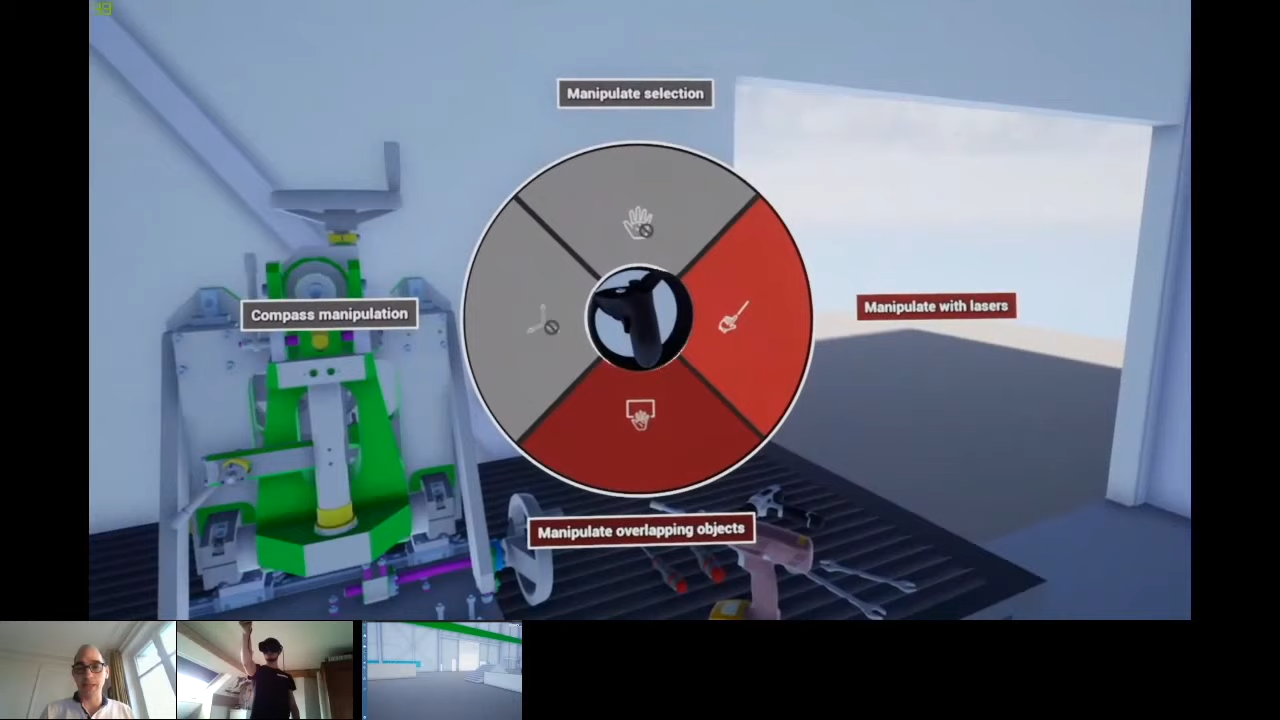 Manipulate selection
Compass manipulation
Manipulate with lasers
Manipulate overlapping objects